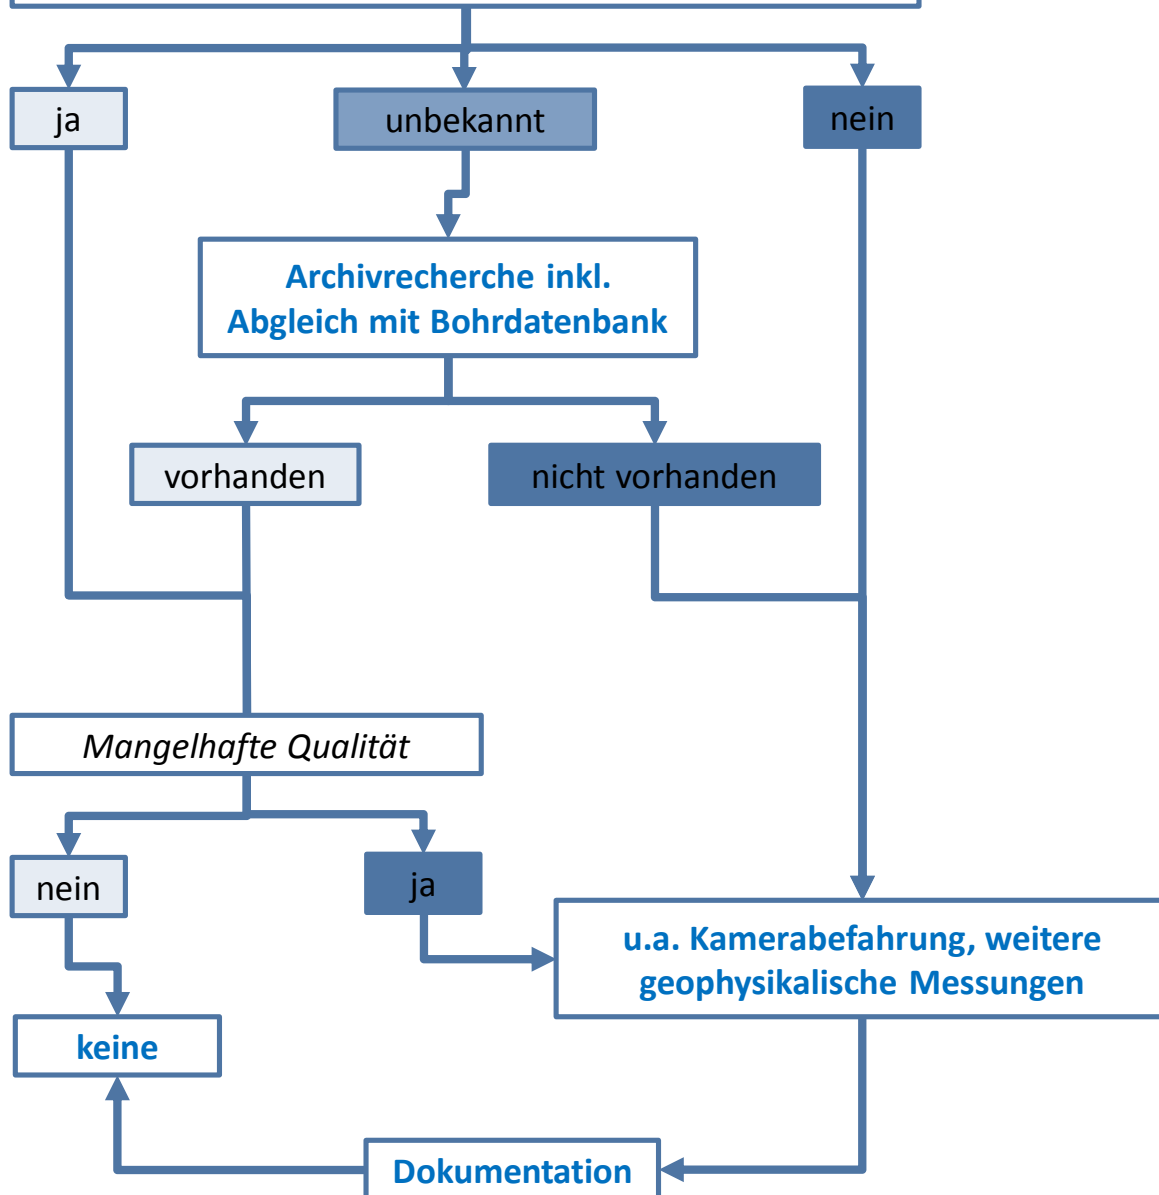 ja
unbekannt
nein
Archivrecherche inkl.
Abgleich mit Bohrdatenbank
vorhanden
nicht vorhanden
Mangelhafte Qualität
nein
ja
u.a. Kamerabefahrung, weitere
geophysikalische Messungen
keine
Dokumentation